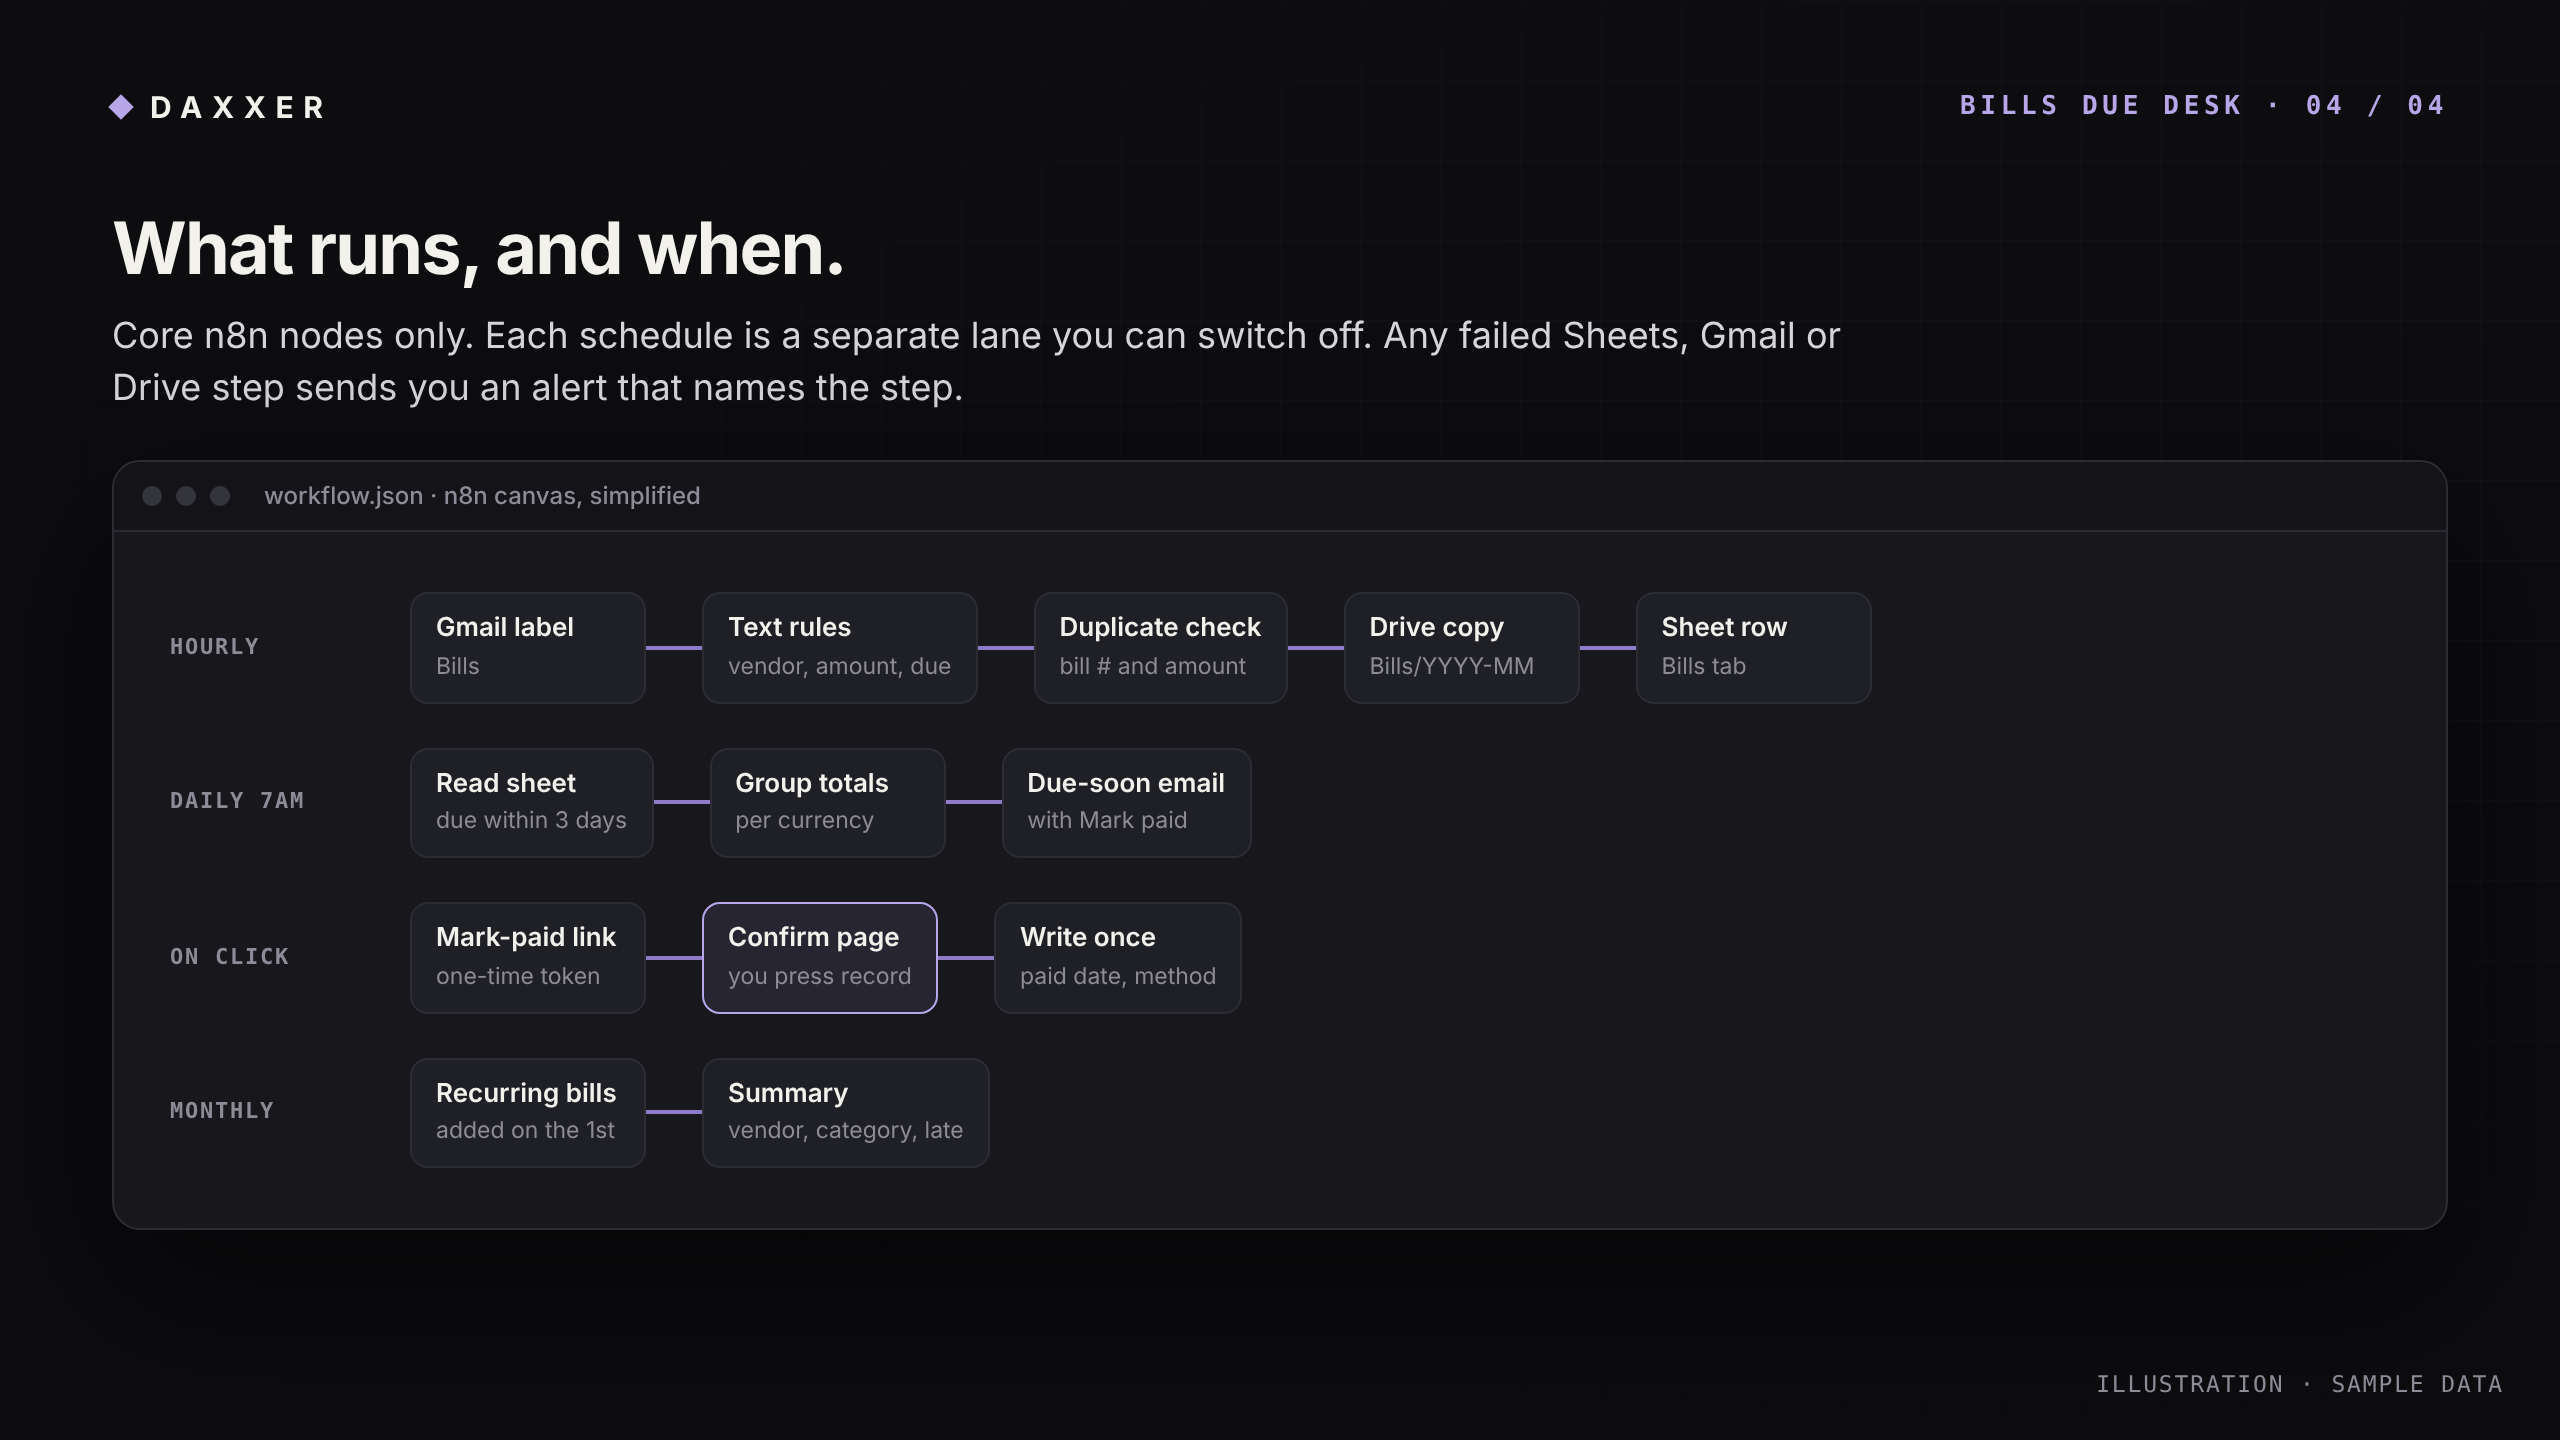 DAXXER
BILLS DUE DESK · 04 / 04
What runs, and when.
Core n8n nodes only. Each schedule is a separate lane you can switch off. Any failed Sheets, Gmail or
Drive step sends you an alert that names the step.
workflow.json · n8n canvas, simplified
HOURLY
Gmail label
Bills
Text rules
vendor, amount, due
Duplicate check
bill # and amount
Drive copy
Bills/YYYY-MM
Sheet row
Bills tab
DAILY 7AM
Read sheet
due within 3 days
Group totals
per currency
Due-soon email
with Mark paid
ON CLICK
Mark-paid link
one-time token
Confirm page
you press record
Write once
paid date, method
MONTHLY
Recurring bills
added on the 1st
Summary
vendor, category, late
ILLUSTRATION · SAMPLE DATA